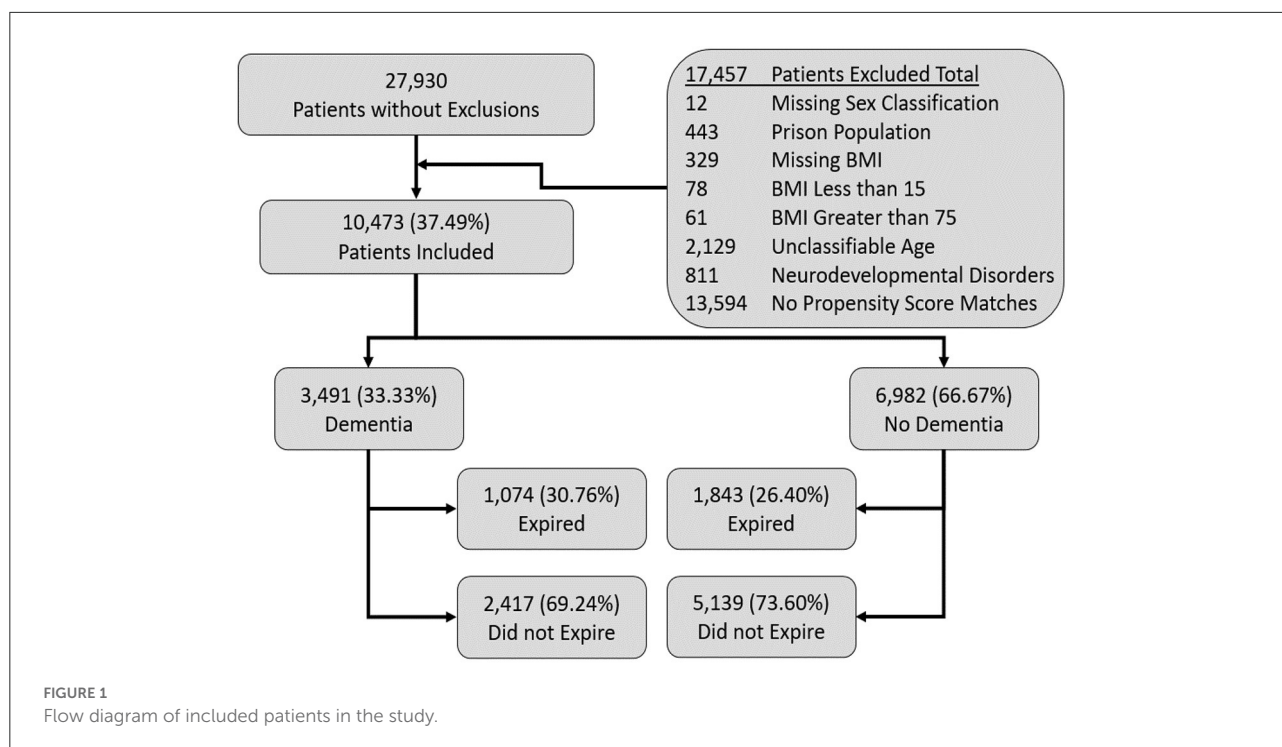 27,930
Patients without Exclusions
17,457 Patients Excluded Total
12 Missing Sex Classification
443 Prison Population
329 Missing BMI
78 BMI Less than 15
61 BMI Greater than 75
2,129 Unclassifiable Age
811 Neurodevelopmental Disorders
13,594 No Propensity Score Matches
10,473 (37.49%)
Patients Included
3,491 (33.33%)
Dementia
6,982 (66.67%)
No Dementia
1,074 (30.76%)
Expired
1,843 (26.40%)
Expired
2,417 (69.24%)
Did not Expire
5,139 (73.60%)
Did not Expire
FIGURE 1
Flow diagram of included patients in the study.